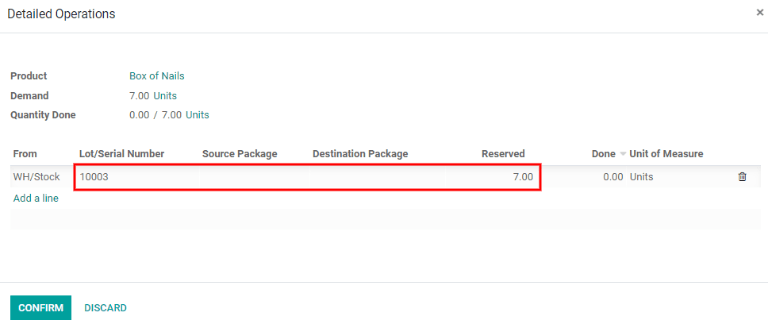 Detailed Operations ×
Product Box of Nails
Demand 7.00 Units
Quantity Done 0.00 / 7.00 Units
From Lot/Serial Number Source Package Destination Package Reserved Done Unit of Measure
WH/Stock 10003 7.00 0.00 Units
Add a line
CONFIRM DISCARD